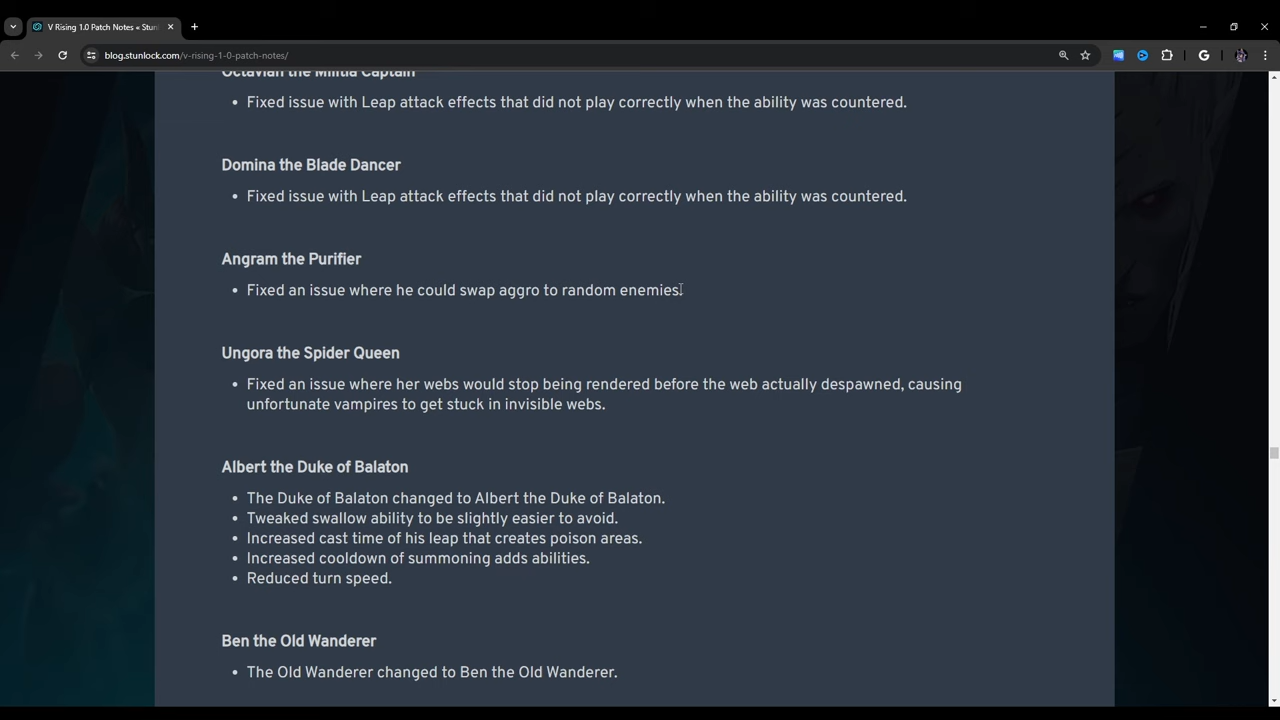 V Rising 1.0 Patch Notes « Stun
blog.stunlock.com/v-rising-1-0-patch-notes/
Octavian the Militia Captain
• Fixed issue with Leap attack effects that did not play correctly when the ability was countered.
Domina the Blade Dancer
• Fixed issue with Leap attack effects that did not play correctly when the ability was countered.
Angram the Purifier
• Fixed an issue where he could swap aggro to random enemies.
Ungora the Spider Queen
• Fixed an issue where her webs would stop being rendered before the web actually despawned, causing
unfortunate vampires to get stuck in invisible webs.
Albert the Duke of Balaton
• The Duke of Balaton changed to Albert the Duke of Balaton.
• Tweaked swallow ability to be slightly easier to avoid.
• Increased cast time of his leap that creates poison areas.
• Increased cooldown of summoning adds abilities.
• Reduced turn speed.
Ben the Old Wanderer
• The Old Wanderer changed to Ben the Old Wanderer.